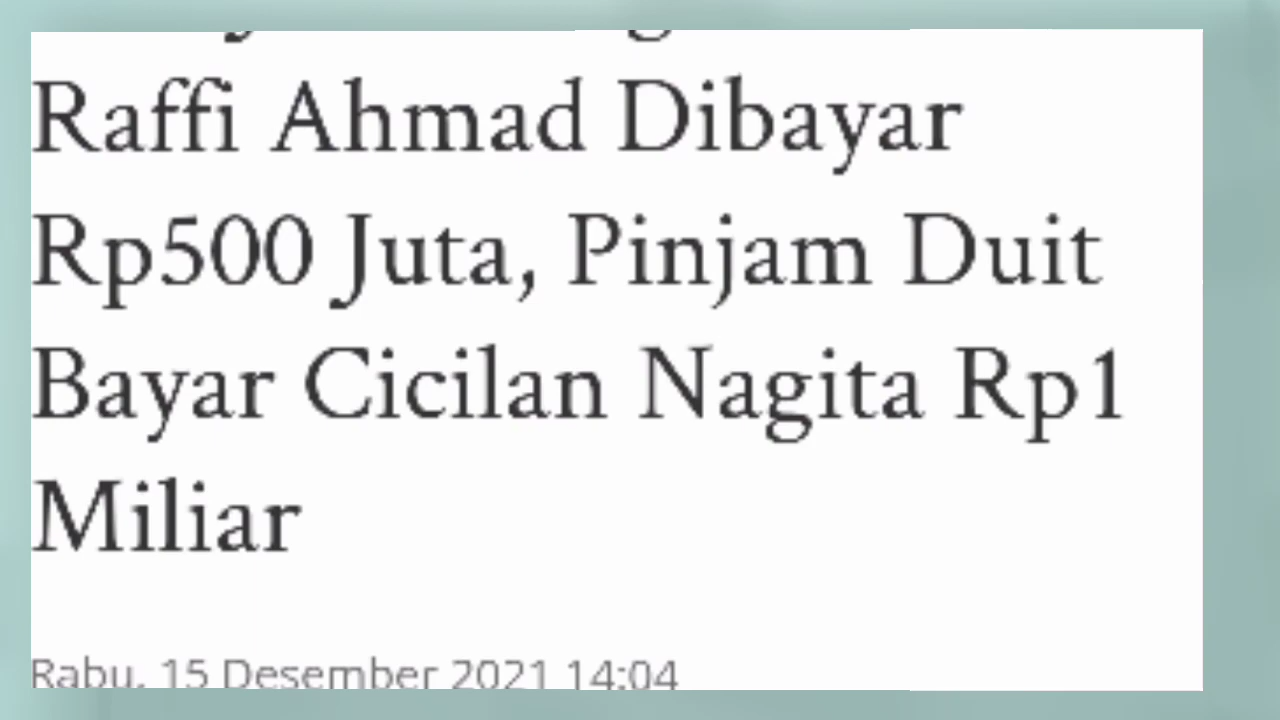 Raffi Ahmad Dibayar
Rp500 Juta, Pinjam Duit
Bayar Cicilan Nagita Rp1
Miliar
Rabu, 15 Desember 2021 14:04